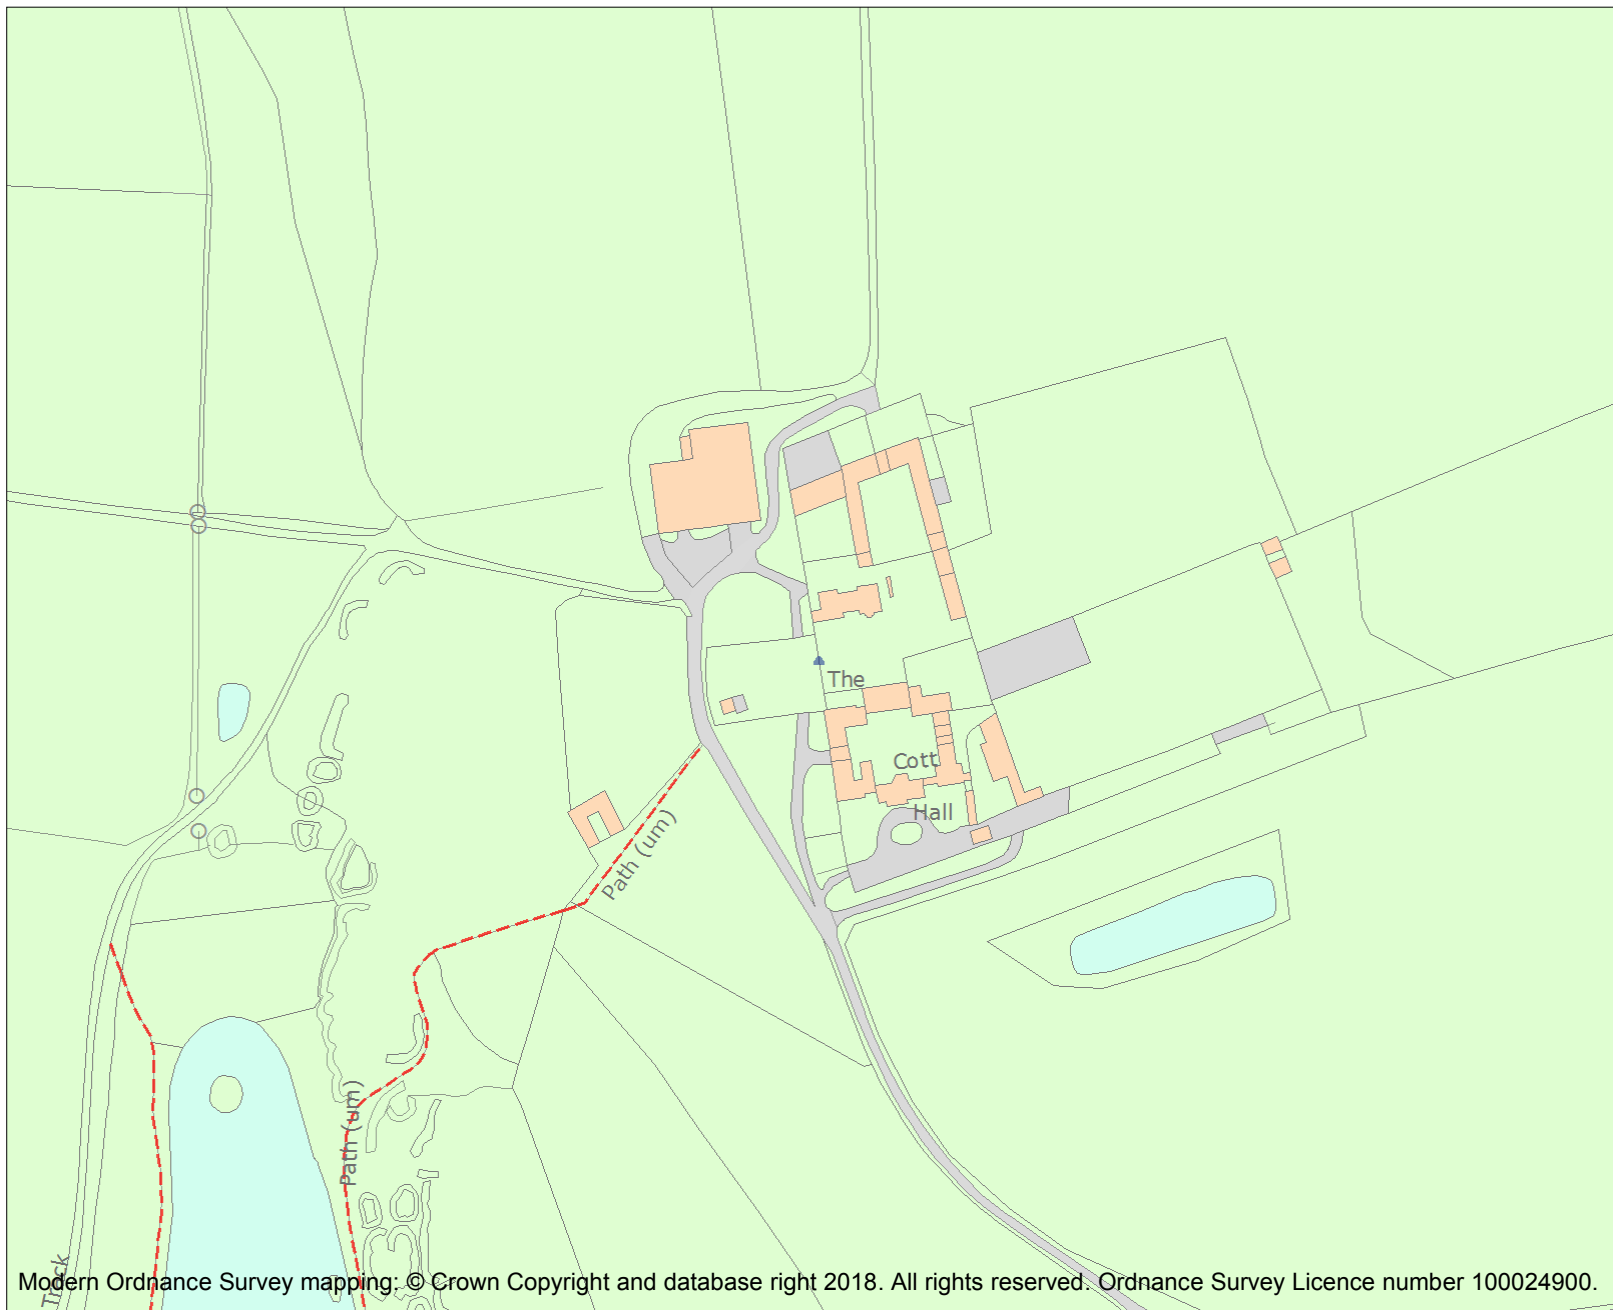 The
Cott
Hall
Path (um)
Path (um)
Track
Modern Ordnance Survey mapping: © Crown Copyright and database right 2018. All rights reserved. Ordnance Survey Licence number 100024900.